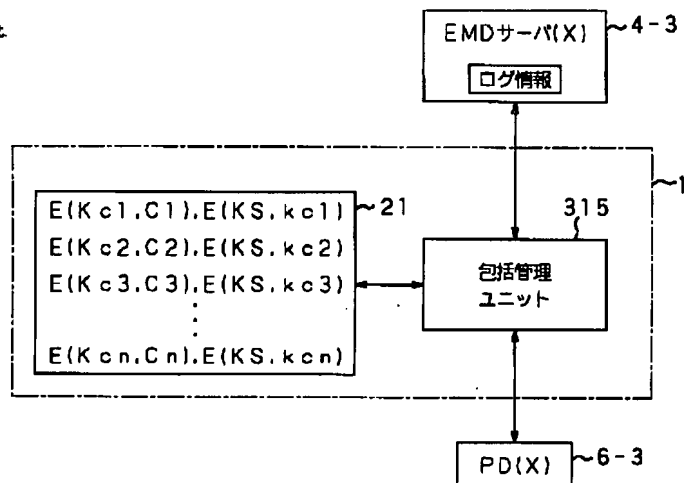 EMDサーバ(X)
4-3
ログ情報
1
E(Kc1,C1),E(KS,kc1)
21
E(Kc2,C2),E(KS,kc2)
E(Kc3,C3),E(KS,kc3)
⋮
E(Kcn,Cn),E(KS,kcn)
315
包括管理
ユニット
PD(X)
6-3